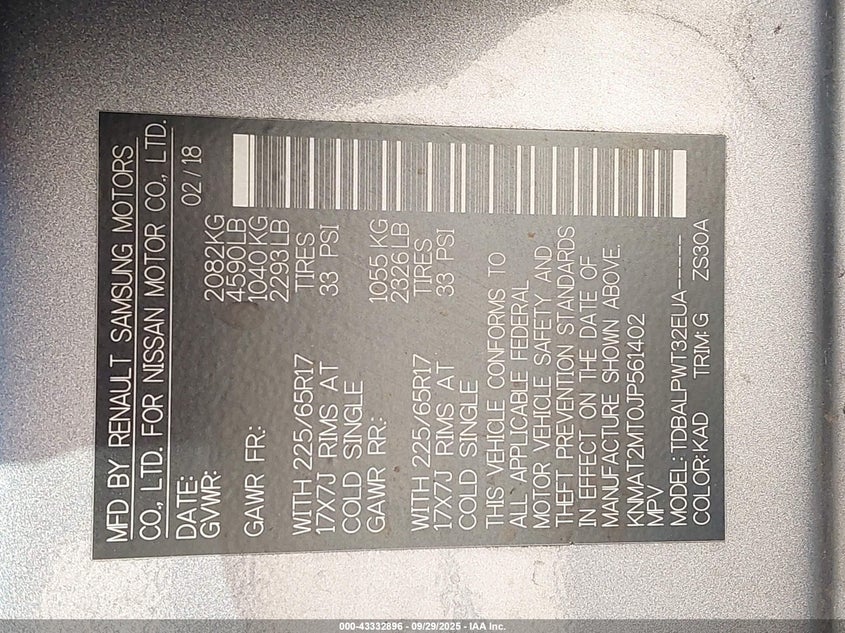 MFD BY RENAULT SAMSUNG MOTORS
CO., LTD. FOR NISSAN MOTOR CO., LTD.
DATE: 02 / 18
GVWR: 2082KG
4590LB
GAWR FR: 1040KG
2293LB
WITH 225/65R17 TIRES
17X7J RIMS AT 33 PSI
COLD SINGLE
GAWR RR: 1055 KG
2326LB
WITH 225/65R17 TIRES
17X7J RIMS AT 33 PSI
COLD SINGLE
THIS VEHICLE CONFORMS TO
ALL APPLICABLE FEDERAL
MOTOR VEHICLE SAFETY AND
THEFT PREVENTION STANDARDS
IN EFFECT ON THE DATE OF
MANUFACTURE SHOWN ABOVE.
KNMAT2MT0JP561402
MPV
MODEL: TDBALPWT32EUA-----
COLOR: KAD TRIM: G ZS30A
000-43332896 - 09/29/2025 - IAA Inc.